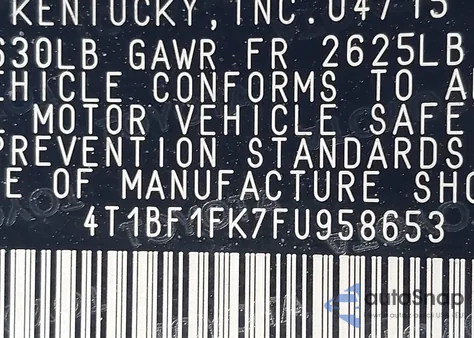 KENTUCKY, INC. 04/15
630LB GAWR FR 2625LB
EHICLE CONFORMS TO A
MOTOR VEHICLE SAFE
PREVENTION STANDARDS
E OF MANUFACTURE SHO
4T1BF1FK7FU958653
autoSnap